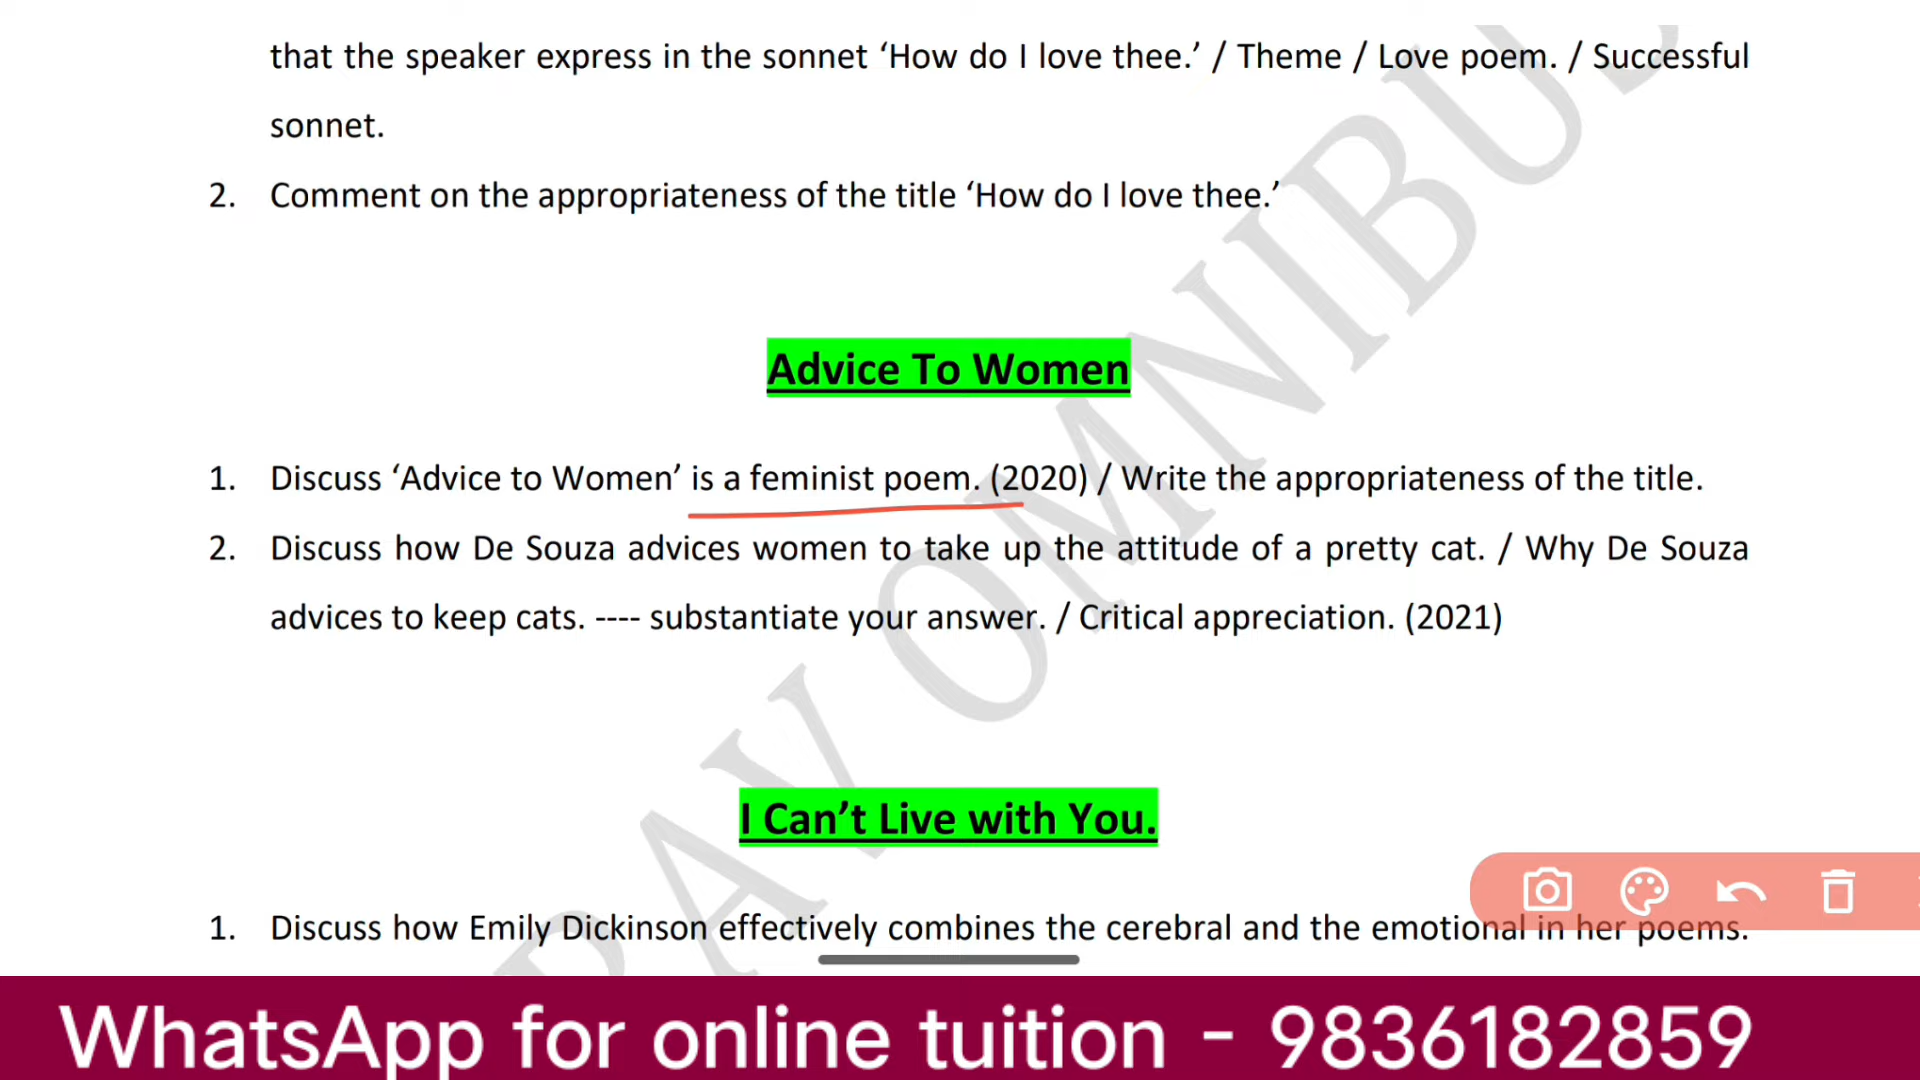 that the speaker express in the sonnet ‘How do I love thee.’ / Theme / Love poem. / Successful
sonnet.
2. Comment on the appropriateness of the title ‘How do I love thee.’
Advice To Women
1. Discuss ‘Advice to Women’ is a feminist poem. (2020) / Write the appropriateness of the title.
2. Discuss how De Souza advices women to take up the attitude of a pretty cat. / Why De Souza
advices to keep cats. ---- substantiate your answer. / Critical appreciation. (2021)
I Can’t Live with You.
1. Discuss how Emily Dickinson effectively combines the cerebral and the emotional in her poems.
WhatsApp for online tuition - 9836182859